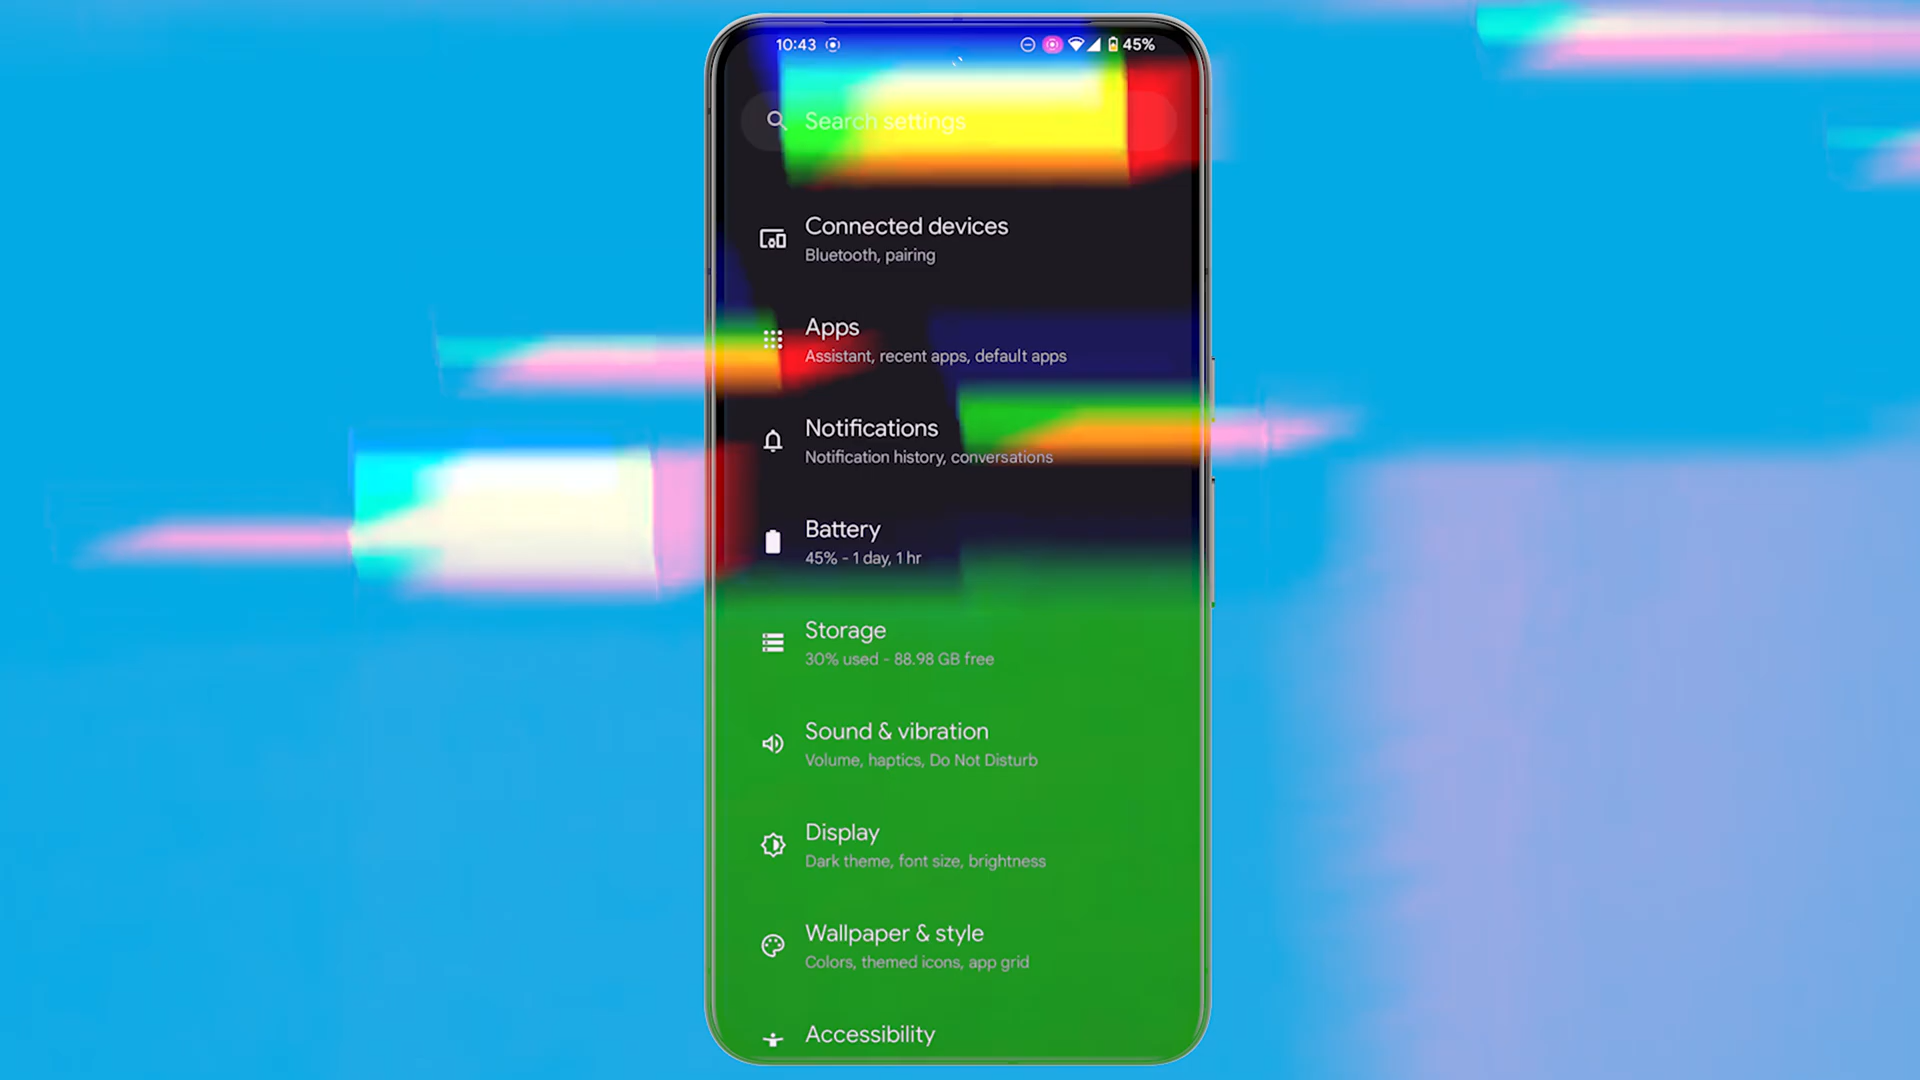 10:43
45%
Search settings
Connected devices
Bluetooth, pairing
Apps
Assistant, recent apps, default apps
Notifications
Notification history, conversations
Battery
45% - 1 day, 1 hr
Storage
30% used - 88.98 GB free
Sound & vibration
Volume, haptics, Do Not Disturb
Display
Dark theme, font size, brightness
Wallpaper & style
Colors, themed icons, app grid
Accessibility